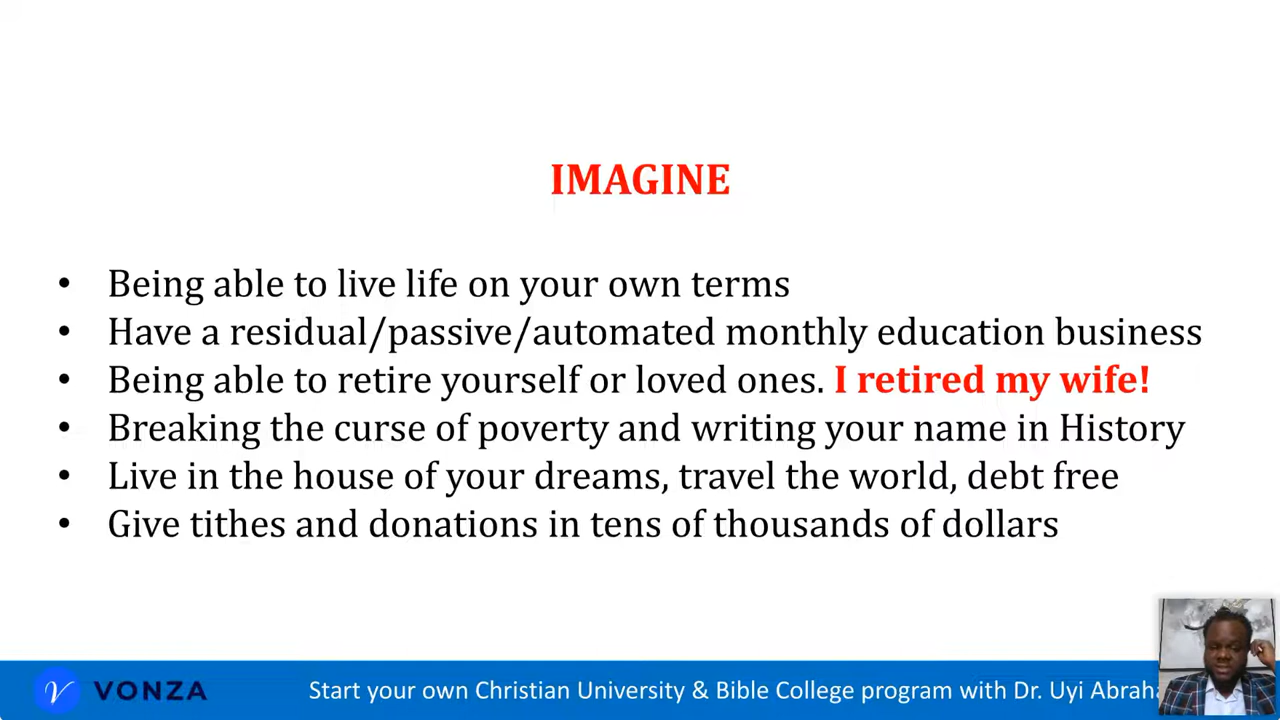 IMAGINE
• Being able to live life on your own terms
• Have a residual/passive/automated monthly education business
• Being able to retire yourself or loved ones. I retired my wife!
• Breaking the curse of poverty and writing your name in History
• Live in the house of your dreams, travel the world, debt free
• Give tithes and donations in tens of thousands of dollars
VONZA Start your own Christian University & Bible College program with Dr. Uyi